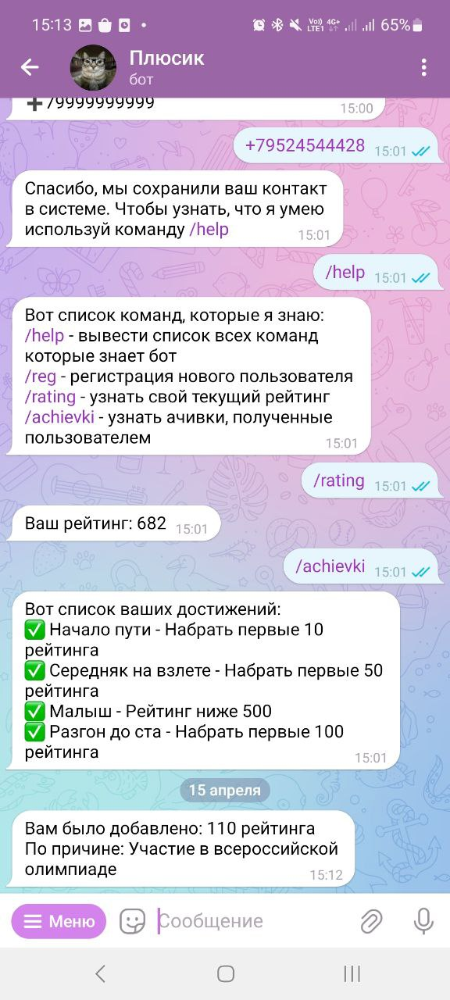 15:13
Vo) 4G+
LTE1
65%
Плюсик
бот
+79999999999
15:00
+79524544428 15:01
Спасибо, мы сохранили ваш контакт
в системе. Чтобы узнать, что я умею
используй команду /help 15:01
/help 15:01
Вот список команд, которые я знаю:
/help - вывести список всех команд
которые знает бот
/reg - регистрация нового пользователя
/rating - узнать свой текущий рейтинг
/achievki - узнать ачивки, полученные
пользователем 15:01
/rating 15:01
Ваш рейтинг: 682 15:01
/achievki 15:01
Вот список ваших достижений:
✅ Начало пути - Набрать первые 10
рейтинга
✅ Середняк на взлете - Набрать первые 50
рейтинга
✅ Малыш - Рейтинг ниже 500
✅ Разгон до ста - Набрать первые 100
рейтинга 15:01
15 апреля
Вам было добавлено: 110 рейтинга
По причине: Участие в всероссийской
олимпиаде 15:12
Меню
Сообщение